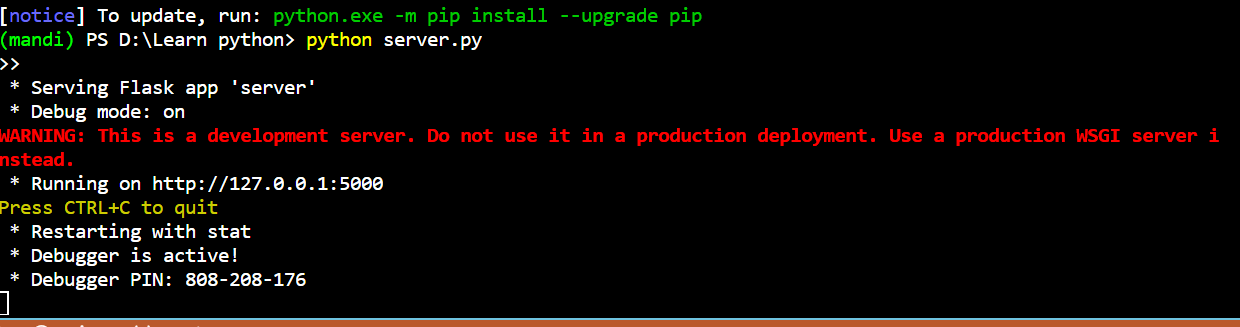 [notice] To update, run: python.exe -m pip install --upgrade pip
(mandi) PS D:\Learn python> python server.py
>>
 * Serving Flask app 'server'
 * Debug mode: on
WARNING: This is a development server. Do not use it in a production deployment. Use a production WSGI server i
nstead.
 * Running on http://127.0.0.1:5000
Press CTRL+C to quit
 * Restarting with stat
 * Debugger is active!
 * Debugger PIN: 808-208-176